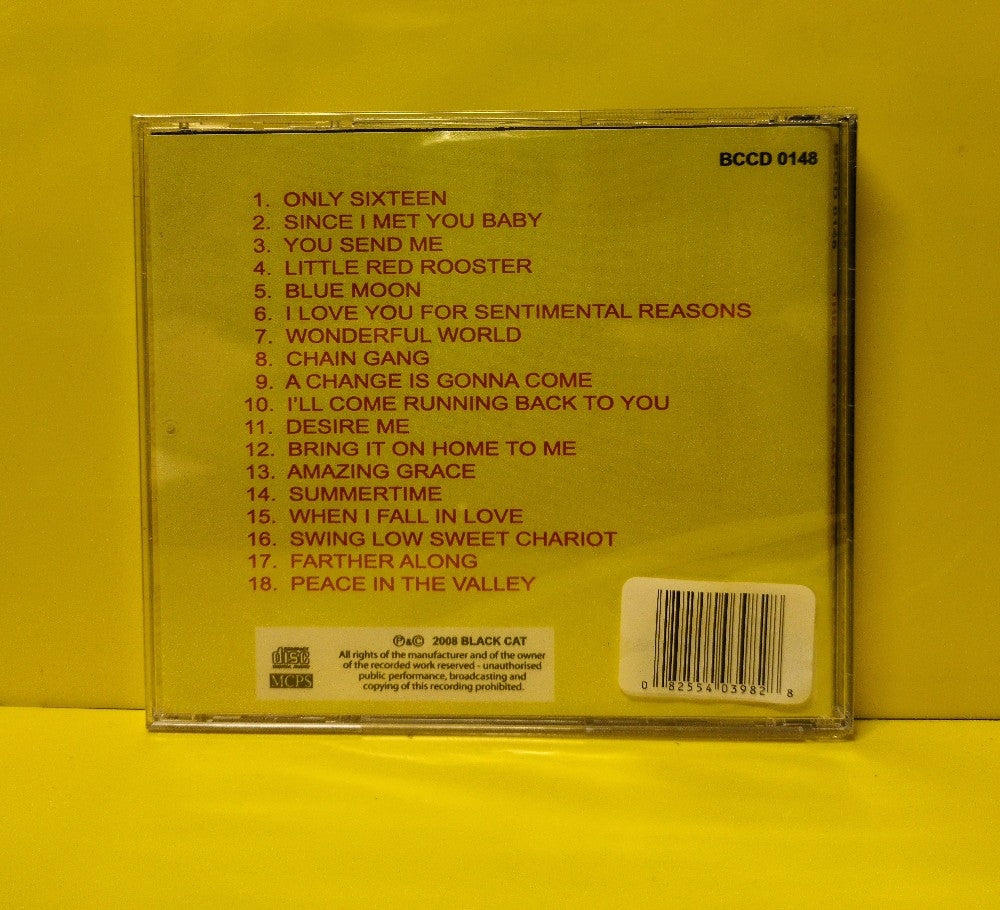 BCCD 0148
1. ONLY SIXTEEN
2. SINCE I MET YOU BABY
3. YOU SEND ME
4. LITTLE RED ROOSTER
5. BLUE MOON
6. I LOVE YOU FOR SENTIMENTAL REASONS
7. WONDERFUL WORLD
8. CHAIN GANG
9. A CHANGE IS GONNA COME
10. I'LL COME RUNNING BACK TO YOU
11. DESIRE ME
12. BRING IT ON HOME TO ME
13. AMAZING GRACE
14. SUMMERTIME
15. WHEN I FALL IN LOVE
16. SWING LOW SWEET CHARIOT
17. FARTHER ALONG
18. PEACE IN THE VALLEY
℗&© 2008 BLACK CAT
All rights of the manufacturer and of the owner
of the recorded work reserved - unauthorised
public performance, broadcasting and
copying of this recording prohibited.
COMPACT
disc
DIGITAL AUDIO
MCPS
0 82554 03982 8